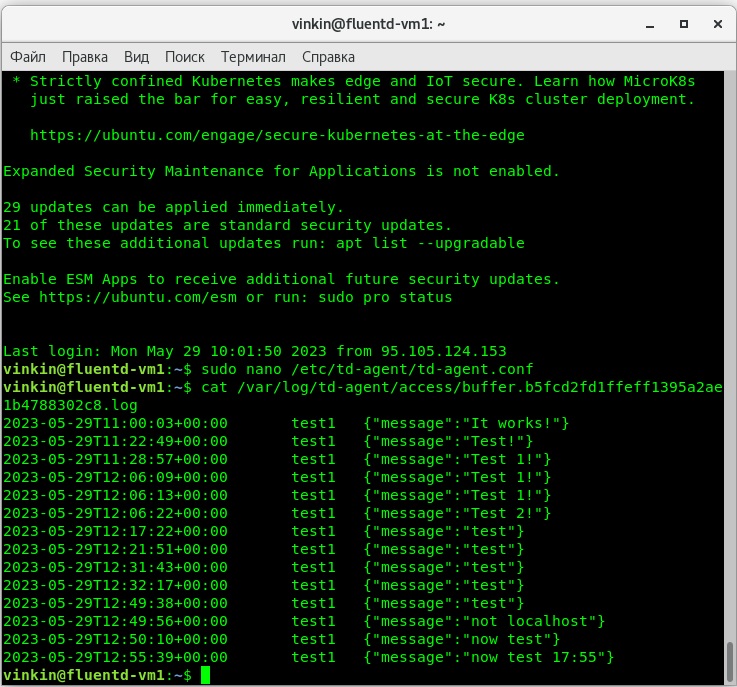 vinkin@fluentd-vm1: ~
Файл Правка Вид Поиск Терминал Справка
* Strictly confined Kubernetes makes edge and IoT secure. Learn how MicroK8s
just raised the bar for easy, resilient and secure K8s cluster deployment.
https://ubuntu.com/engage/secure-kubernetes-at-the-edge
Expanded Security Maintenance for Applications is not enabled.
29 updates can be applied immediately.
21 of these updates are standard security updates.
To see these additional updates run: apt list --upgradable
Enable ESM Apps to receive additional future security updates.
See https://ubuntu.com/esm or run: sudo pro status
Last login: Mon May 29 10:01:50 2023 from 95.105.124.153
vinkin@fluentd-vm1:~$ sudo nano /etc/td-agent/td-agent.conf
vinkin@fluentd-vm1:~$ cat /var/log/td-agent/access/buffer.b5fcd2fd1ffeff1395a2ae
1b4788302c8.log
2023-05-29T11:00:03+00:00 test1 {"message":"It works!"}
2023-05-29T11:22:49+00:00 test1 {"message":"Test!"}
2023-05-29T11:28:57+00:00 test1 {"message":"Test 1!"}
2023-05-29T12:06:09+00:00 test1 {"message":"Test 1!"}
2023-05-29T12:06:13+00:00 test1 {"message":"Test 1!"}
2023-05-29T12:06:22+00:00 test1 {"message":"Test 2!"}
2023-05-29T12:17:22+00:00 test1 {"message":"test"}
2023-05-29T12:21:51+00:00 test1 {"message":"test"}
2023-05-29T12:31:43+00:00 test1 {"message":"test"}
2023-05-29T12:32:17+00:00 test1 {"message":"test"}
2023-05-29T12:49:38+00:00 test1 {"message":"test"}
2023-05-29T12:49:56+00:00 test1 {"message":"not localhost"}
2023-05-29T12:50:10+00:00 test1 {"message":"now test"}
2023-05-29T12:55:39+00:00 test1 {"message":"now test 17:55"}
vinkin@fluentd-vm1:~$